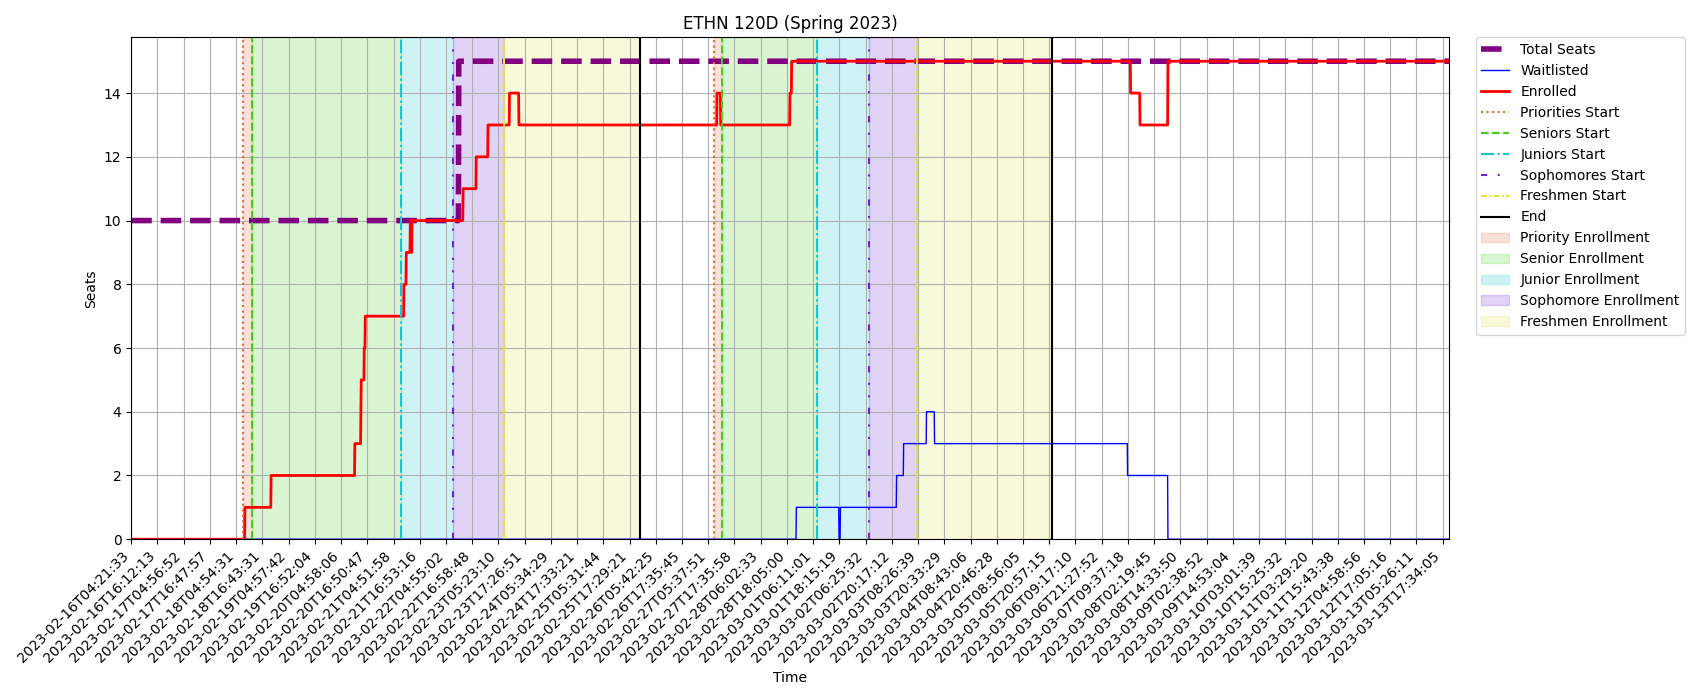 ETHN 120D (Spring 2023)
Total Seats
Waitlisted
Enrolled
Priorities Start
Seniors Start
Juniors Start
Sophomores Start
Freshmen Start
End
Priority Enrollment
Senior Enrollment
Junior Enrollment
Sophomore Enrollment
Freshmen Enrollment
14
12
10
8
6
4
2
0
Seats
2023-02-16T04:21:33
2023-02-16T16:12:13
2023-02-17T04:56:52
2023-02-17T16:47:57
2023-02-18T04:54:31
2023-02-18T16:43:31
2023-02-19T04:57:42
2023-02-19T16:52:04
2023-02-20T04:58:06
2023-02-20T16:50:47
2023-02-21T04:51:58
2023-02-21T16:53:16
2023-02-22T04:55:02
2023-02-22T16:58:48
2023-02-23T05:23:10
2023-02-23T17:26:51
2023-02-24T05:34:29
2023-02-24T17:33:21
2023-02-25T05:31:44
2023-02-25T17:29:21
2023-02-26T05:42:25
2023-02-26T17:35:45
2023-02-27T05:37:51
2023-02-27T17:35:58
2023-02-28T06:02:33
2023-02-28T18:05:00
2023-03-01T06:11:01
2023-03-01T18:15:19
2023-03-02T06:25:32
2023-03-02T20:17:12
2023-03-03T08:26:39
2023-03-03T20:33:29
2023-03-04T08:43:06
2023-03-04T20:46:28
2023-03-05T08:56:05
2023-03-05T20:57:15
2023-03-06T09:17:10
2023-03-06T21:27:52
2023-03-07T09:37:18
2023-03-08T02:19:45
2023-03-08T14:33:50
2023-03-09T02:38:52
2023-03-09T14:53:04
2023-03-10T03:01:39
2023-03-10T15:25:32
2023-03-11T03:29:20
2023-03-11T15:43:38
2023-03-12T04:58:56
2023-03-12T17:05:16
2023-03-13T05:26:11
2023-03-13T17:34:05
Time